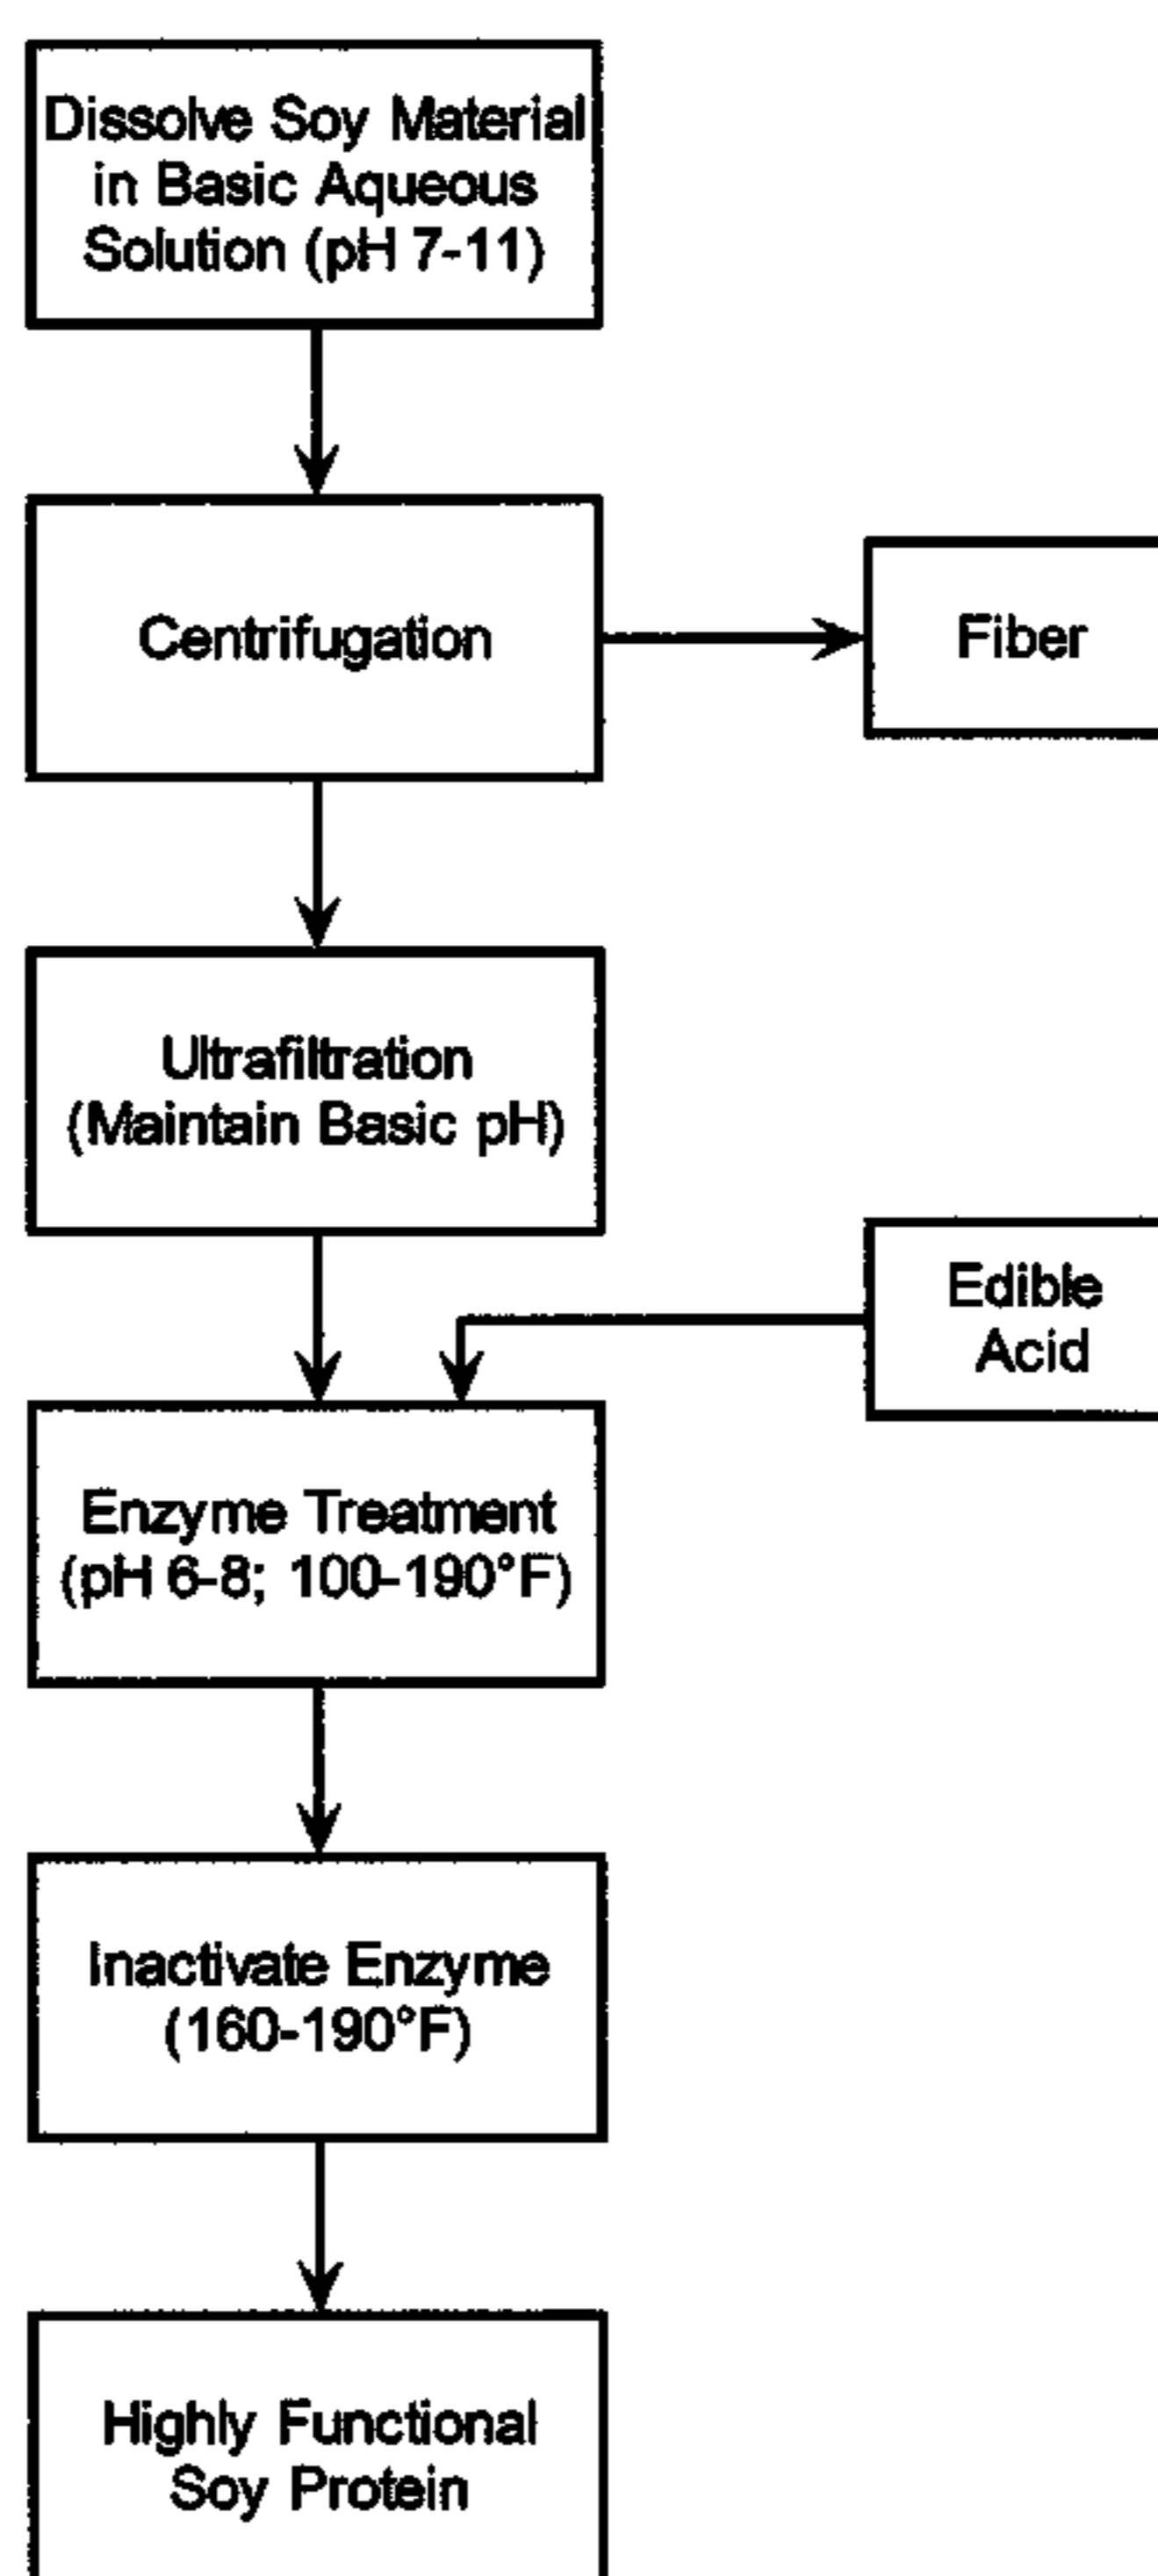 Dissolve Soy Material
in Basic Aqueous
Solution (pH 7-11)
Centrifugation
Fiber
Ultrafiltration
(Maintain Basic pH)
Edible
Acid
Enzyme Treatment
(pH 6-8; 100-190°F)
Inactivate Enzyme
(160-190°F)
Highly Functional
Soy Protein